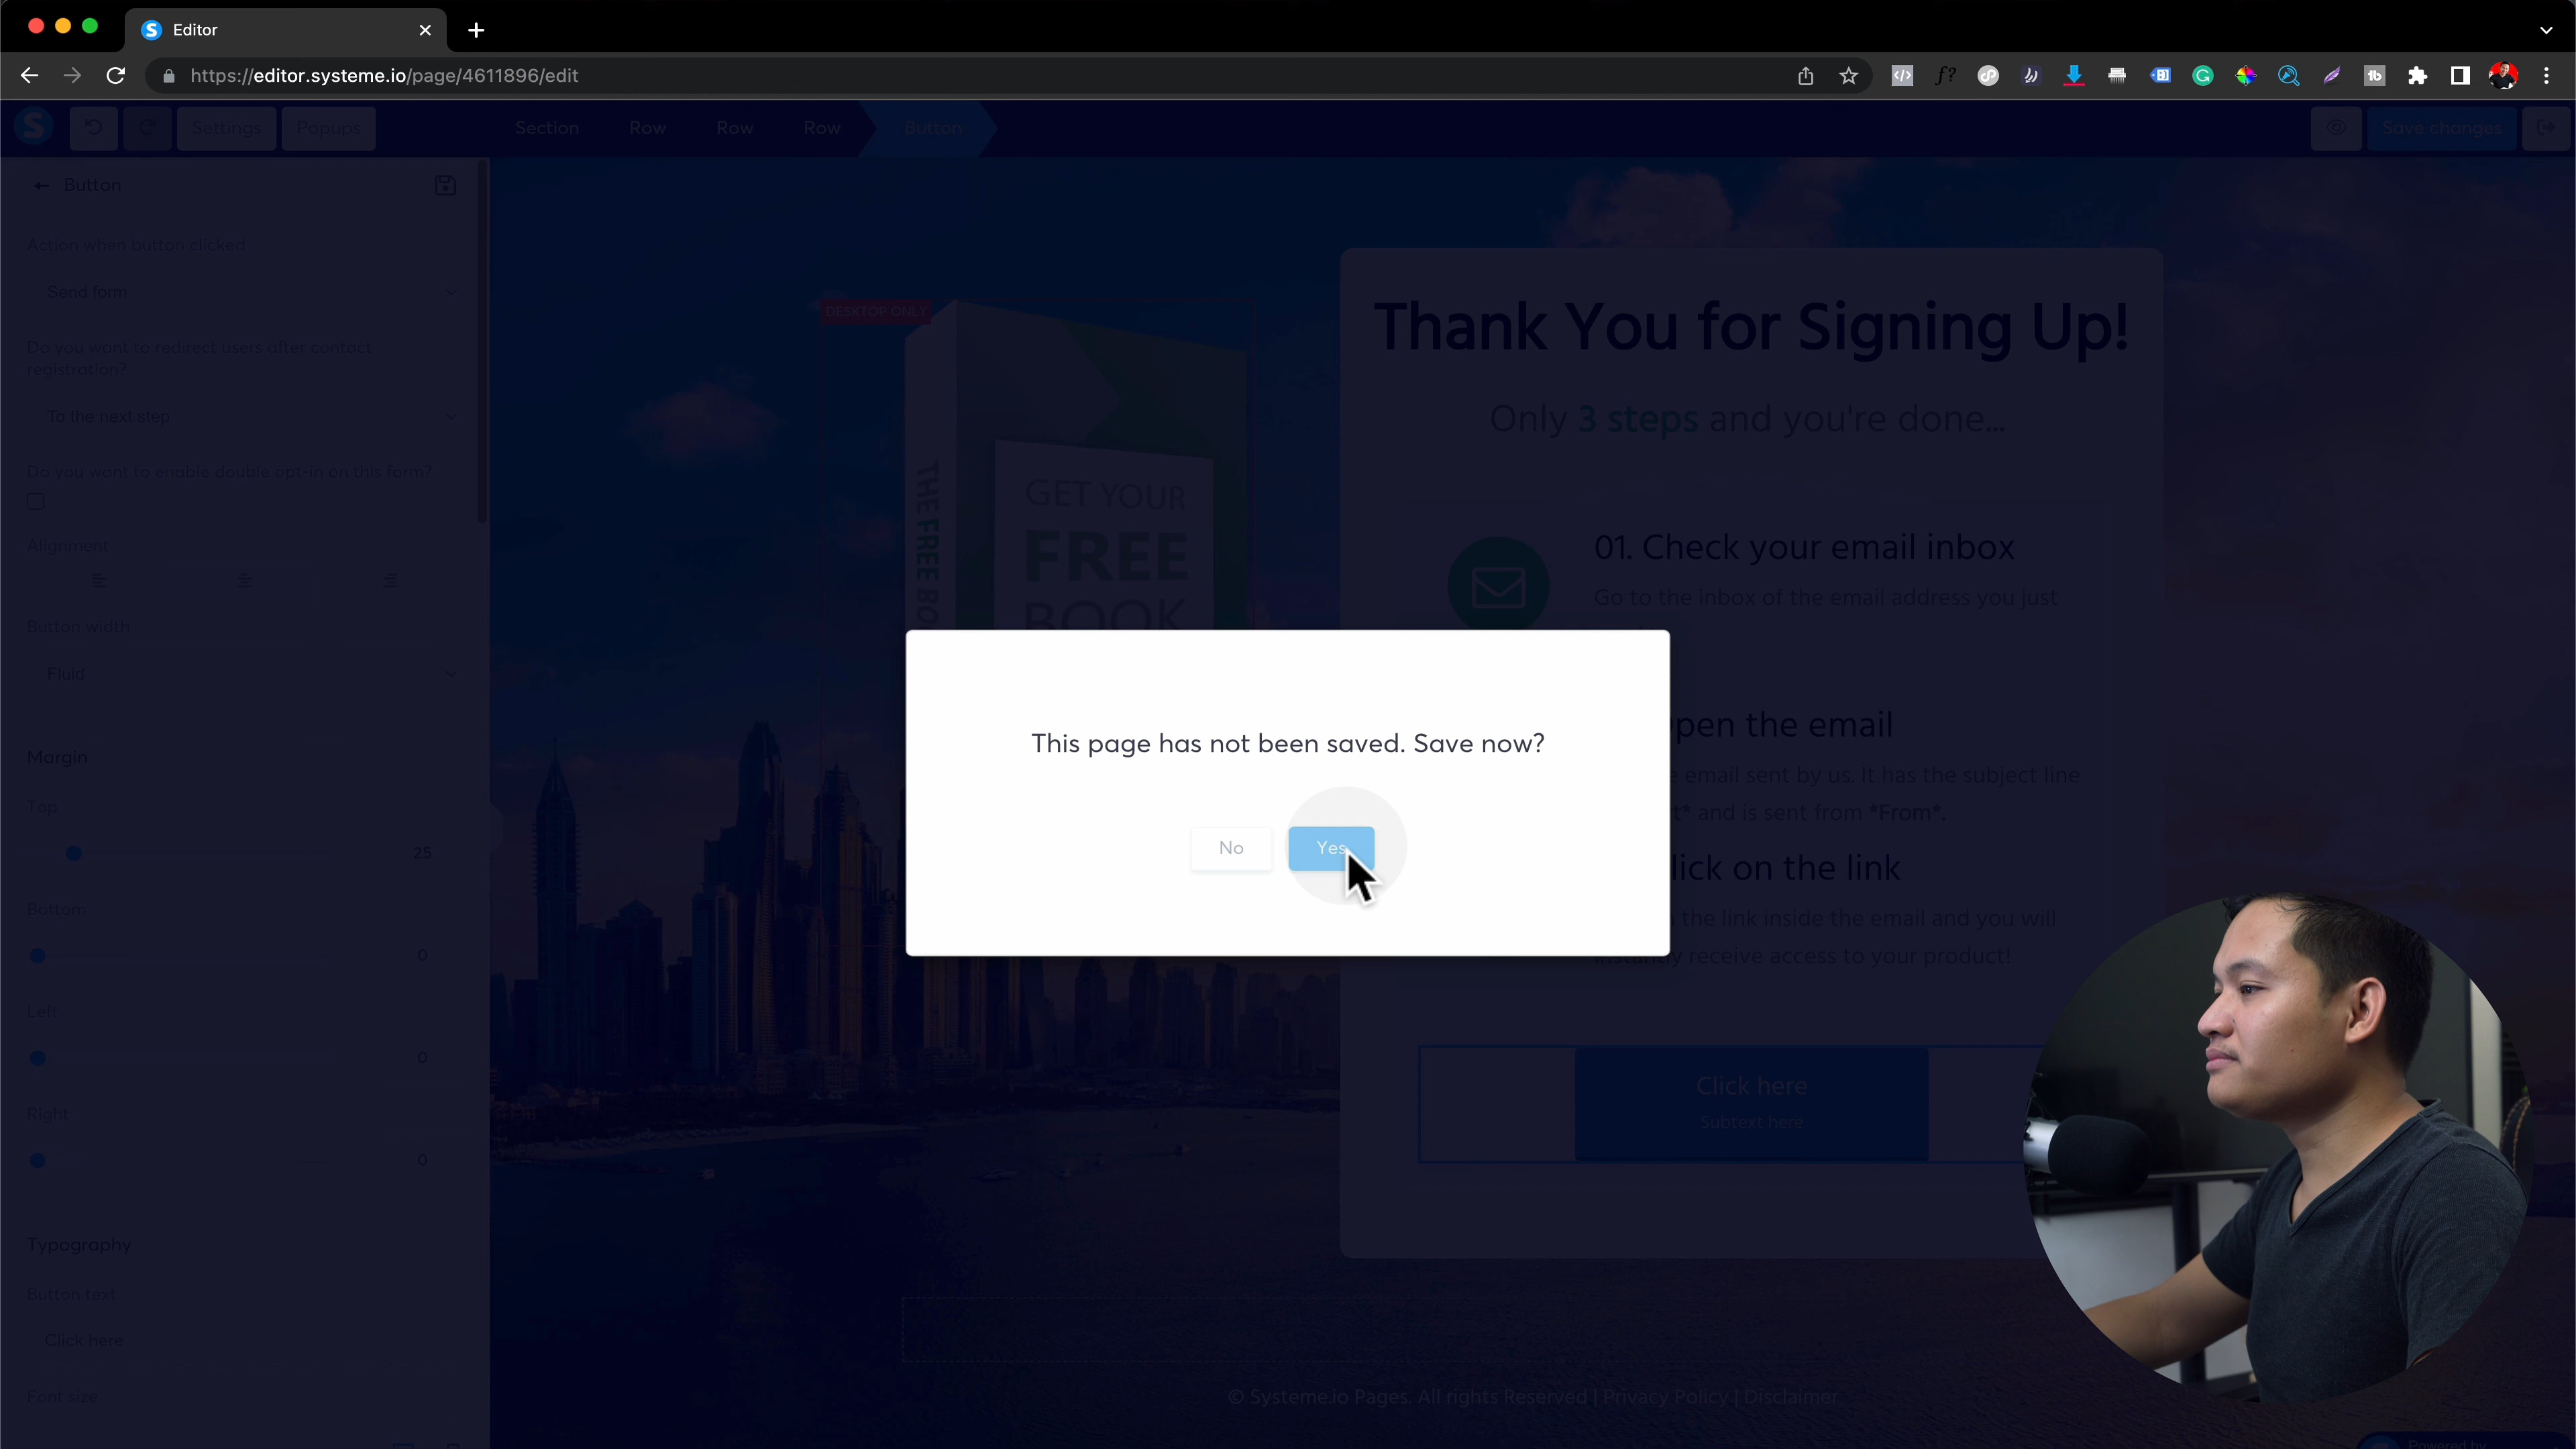 Editor
https://editor.systeme.io/page/4611896/edit
Settings
Popups
Section
Row
Row
Row
Button
Save changes
Button
Action when button clicked
Send form
Do you want to redirect users after contact
registration?
To the next step
Do you want to enable double opt-in on this form?
Alignment
Button width
Fluid
Margin
Top
25
Bottom
0
Left
0
Right
0
Typography
Button text
Click here
Font size
DESKTOP ONLY
THE FREE
GET YOUR
FREE
BOOK
Thank You for Signing Up!
Only 3 steps and you're done...
01. Check your email inbox
Go to the inbox of the email address you just
pen the email
email sent by us. It has the subject line
and is sent from *From*.
lick on the link
the link inside the email and you will
instantly receive access to your product!
This page has not been saved. Save now?
No
Yes
Click here
Subtext here
© Systeme.io Pages. All rights Reserved | Privacy Policy | Disclaimer
Powered by